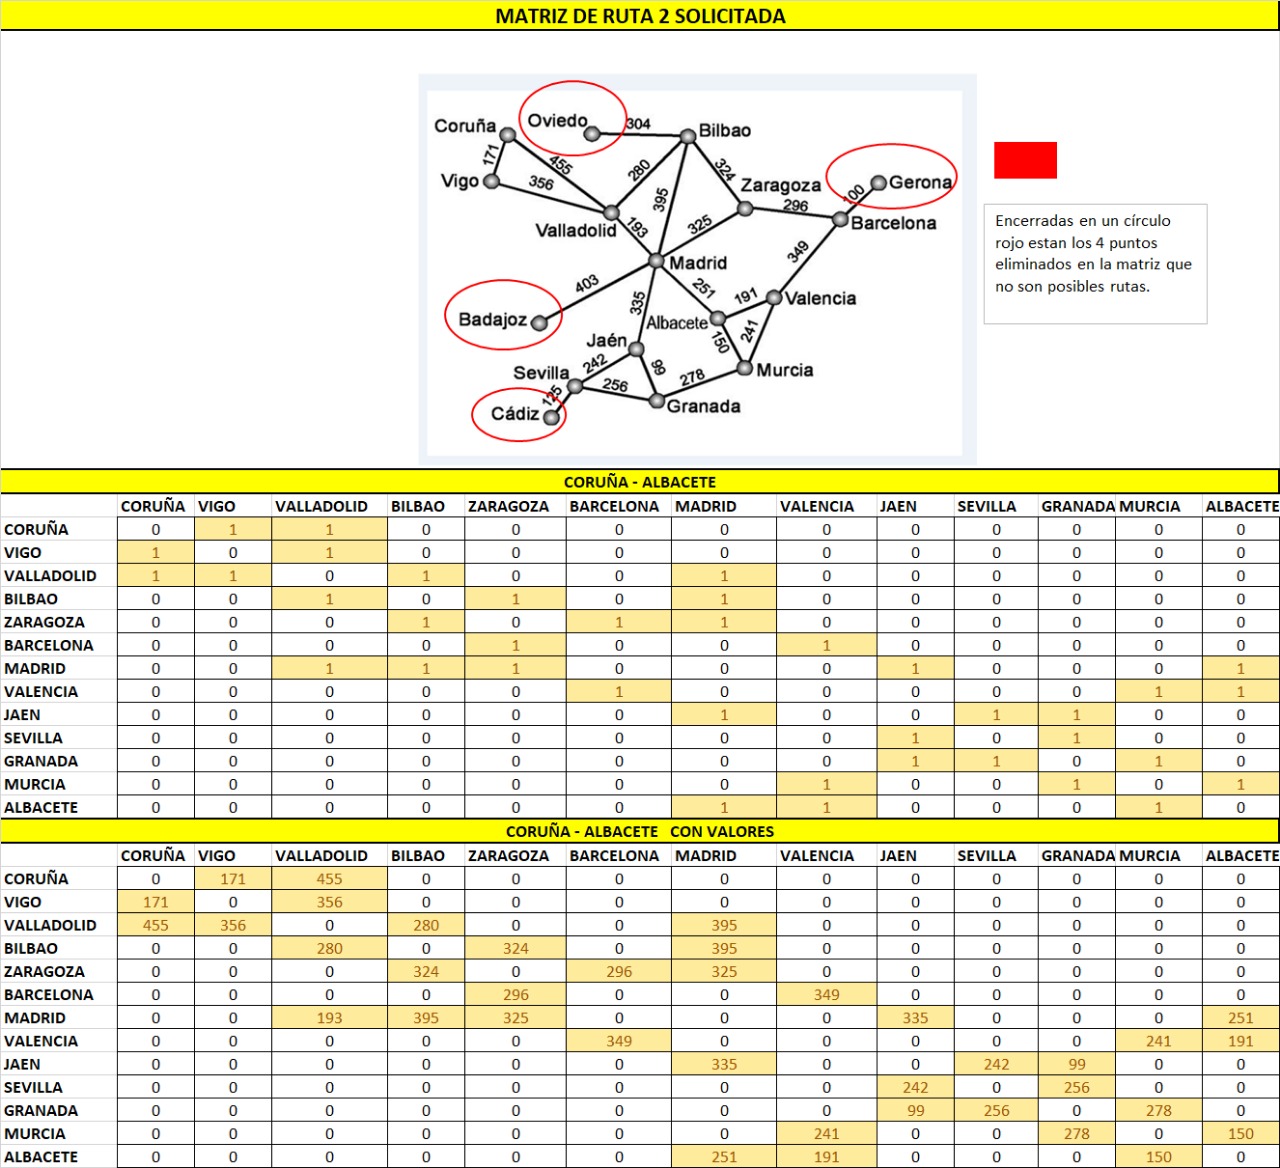 MATRIZ DE RUTA 2 SOLICITADA
Oviedo
304
Coruña
Bilbao
171
455
280
324
Vigo
356
395
Zaragoza
100
Gerona
296
Valladolid
193
325
Barcelona
Madrid
349
403
251
191
Valencia
335
Badajoz
Albacete
150
241
Jaén
242
99
Sevilla
256
278
Murcia
125
Cádiz
Granada
Encerradas en un círculo
rojo estan los 4 puntos
eliminados en la matriz que
no son posibles rutas.
CORUÑA - ALBACETE
CORUÑA VIGO VALLADOLID BILBAO ZARAGOZA BARCELONA MADRID VALENCIA JAEN SEVILLA GRANADA MURCIA ALBACETE
CORUÑA 0 1 1 0 0 0 0 0 0 0 0 0 0
VIGO 1 0 1 0 0 0 0 0 0 0 0 0 0
VALLADOLID 1 1 0 1 0 0 1 0 0 0 0 0 0
BILBAO 0 0 1 0 1 0 1 0 0 0 0 0 0
ZARAGOZA 0 0 0 1 0 1 1 0 0 0 0 0 0
BARCELONA 0 0 0 0 1 0 0 1 0 0 0 0 0
MADRID 0 0 1 1 1 0 0 0 1 0 0 0 1
VALENCIA 0 0 0 0 0 1 0 0 0 0 0 1 1
JAEN 0 0 0 0 0 0 1 0 0 1 1 0 0
SEVILLA 0 0 0 0 0 0 0 0 1 0 1 0 0
GRANADA 0 0 0 0 0 0 0 0 1 1 0 1 0
MURCIA 0 0 0 0 0 0 0 1 0 0 1 0 1
ALBACETE 0 0 0 0 0 0 1 1 0 0 0 1 0
CORUÑA - ALBACETE CON VALORES
CORUÑA VIGO VALLADOLID BILBAO ZARAGOZA BARCELONA MADRID VALENCIA JAEN SEVILLA GRANADA MURCIA ALBACETE
CORUÑA 0 171 455 0 0 0 0 0 0 0 0 0 0
VIGO 171 0 356 0 0 0 0 0 0 0 0 0 0
VALLADOLID 455 356 0 280 0 0 395 0 0 0 0 0 0
BILBAO 0 0 280 0 324 0 395 0 0 0 0 0 0
ZARAGOZA 0 0 0 324 0 296 325 0 0 0 0 0 0
BARCELONA 0 0 0 0 296 0 0 349 0 0 0 0 0
MADRID 0 0 193 395 325 0 0 0 335 0 0 0 251
VALENCIA 0 0 0 0 0 349 0 0 0 0 0 241 191
JAEN 0 0 0 0 0 0 335 0 0 242 99 0 0
SEVILLA 0 0 0 0 0 0 0 0 242 0 256 0 0
GRANADA 0 0 0 0 0 0 0 0 99 256 0 278 0
MURCIA 0 0 0 0 0 0 0 241 0 0 278 0 150
ALBACETE 0 0 0 0 0 0 251 191 0 0 0 150 0